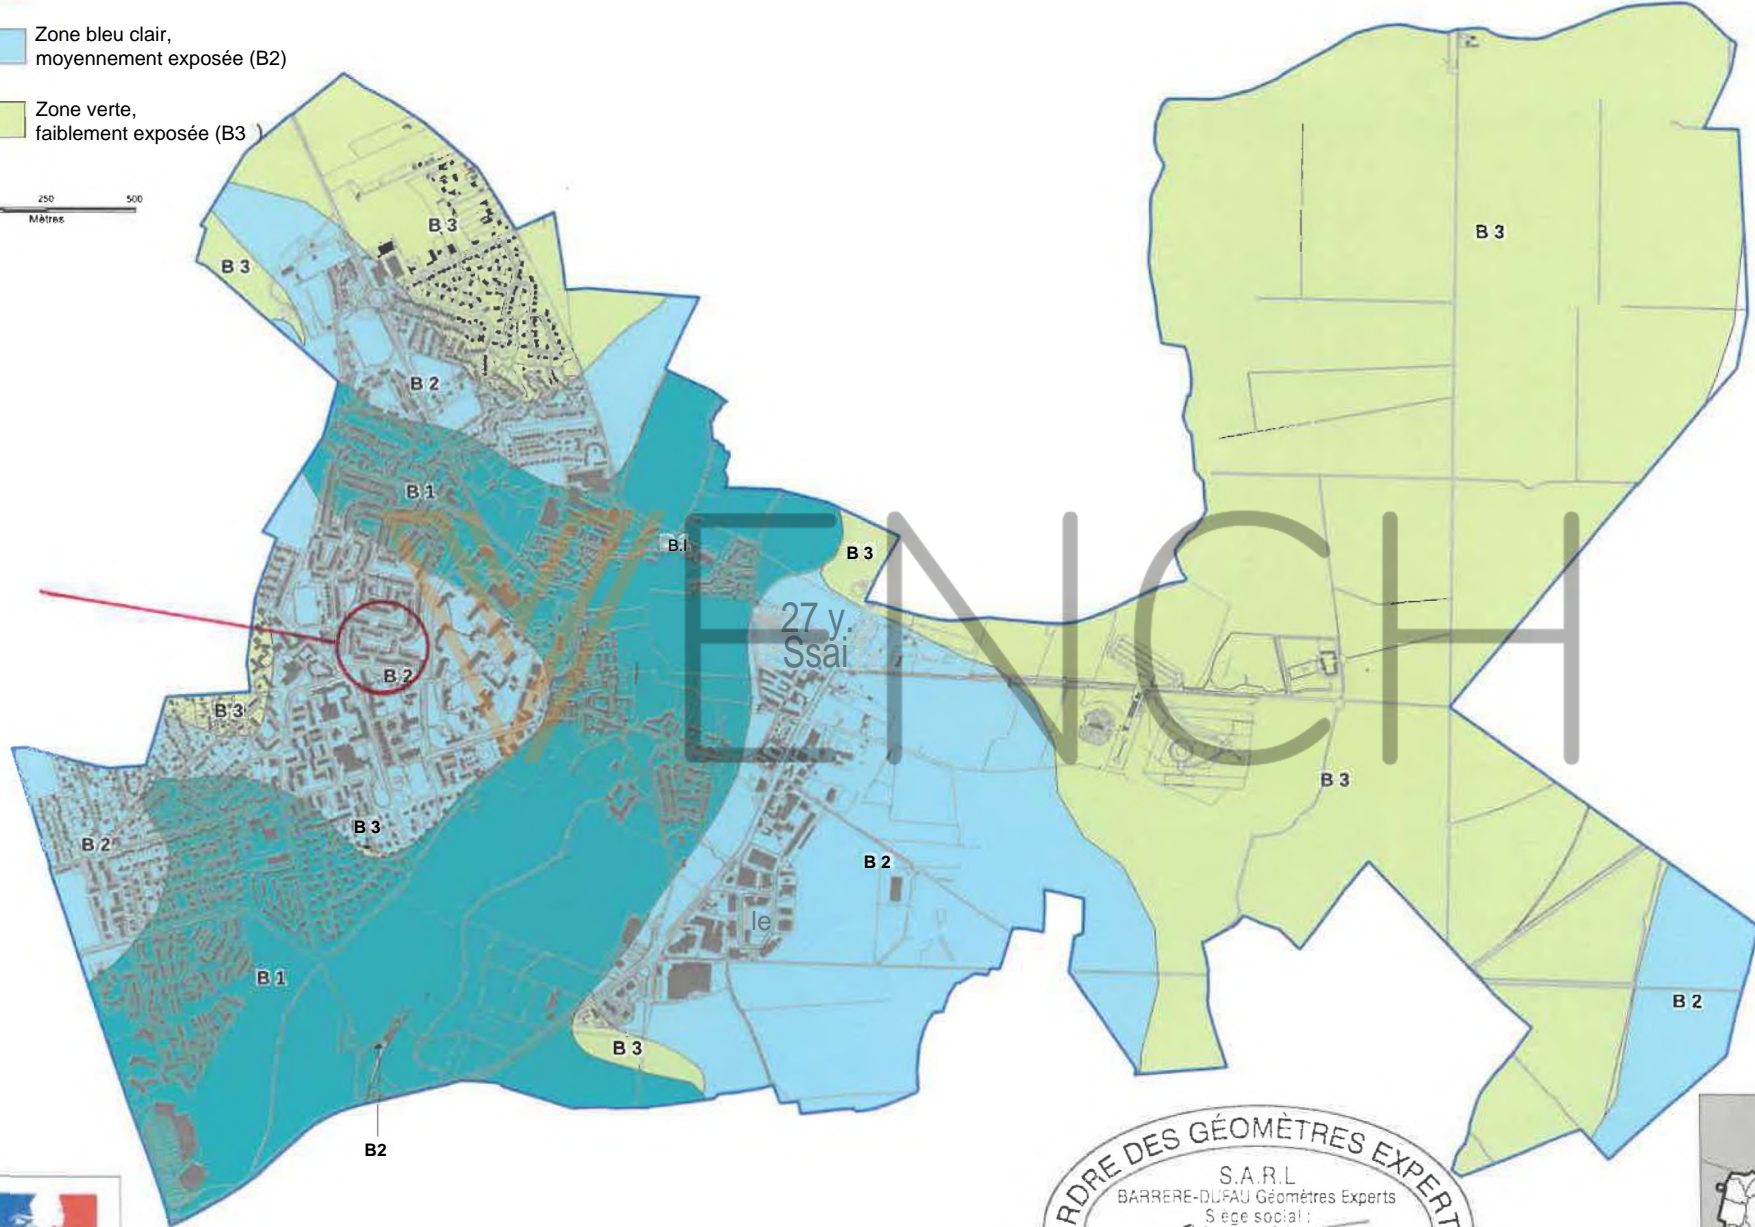 Zone bleu clair,
moyennement exposée (B2)
Zone verte,
faiblement exposée (B3 )
250 500
Mètres
B 3
B 3
B 3
B 2
B 1
B.I
B 3
VENCH
27 y.
Ssai
B 2
B 3
B 3
B 3
B 2
B 2
le
B 1
B 2
B 3
B2
ORDRE DES GÉOMÈTRES EXPERT
S.A.R.L
BARRERE-DUFAU Géomètres Experts
Siège social :